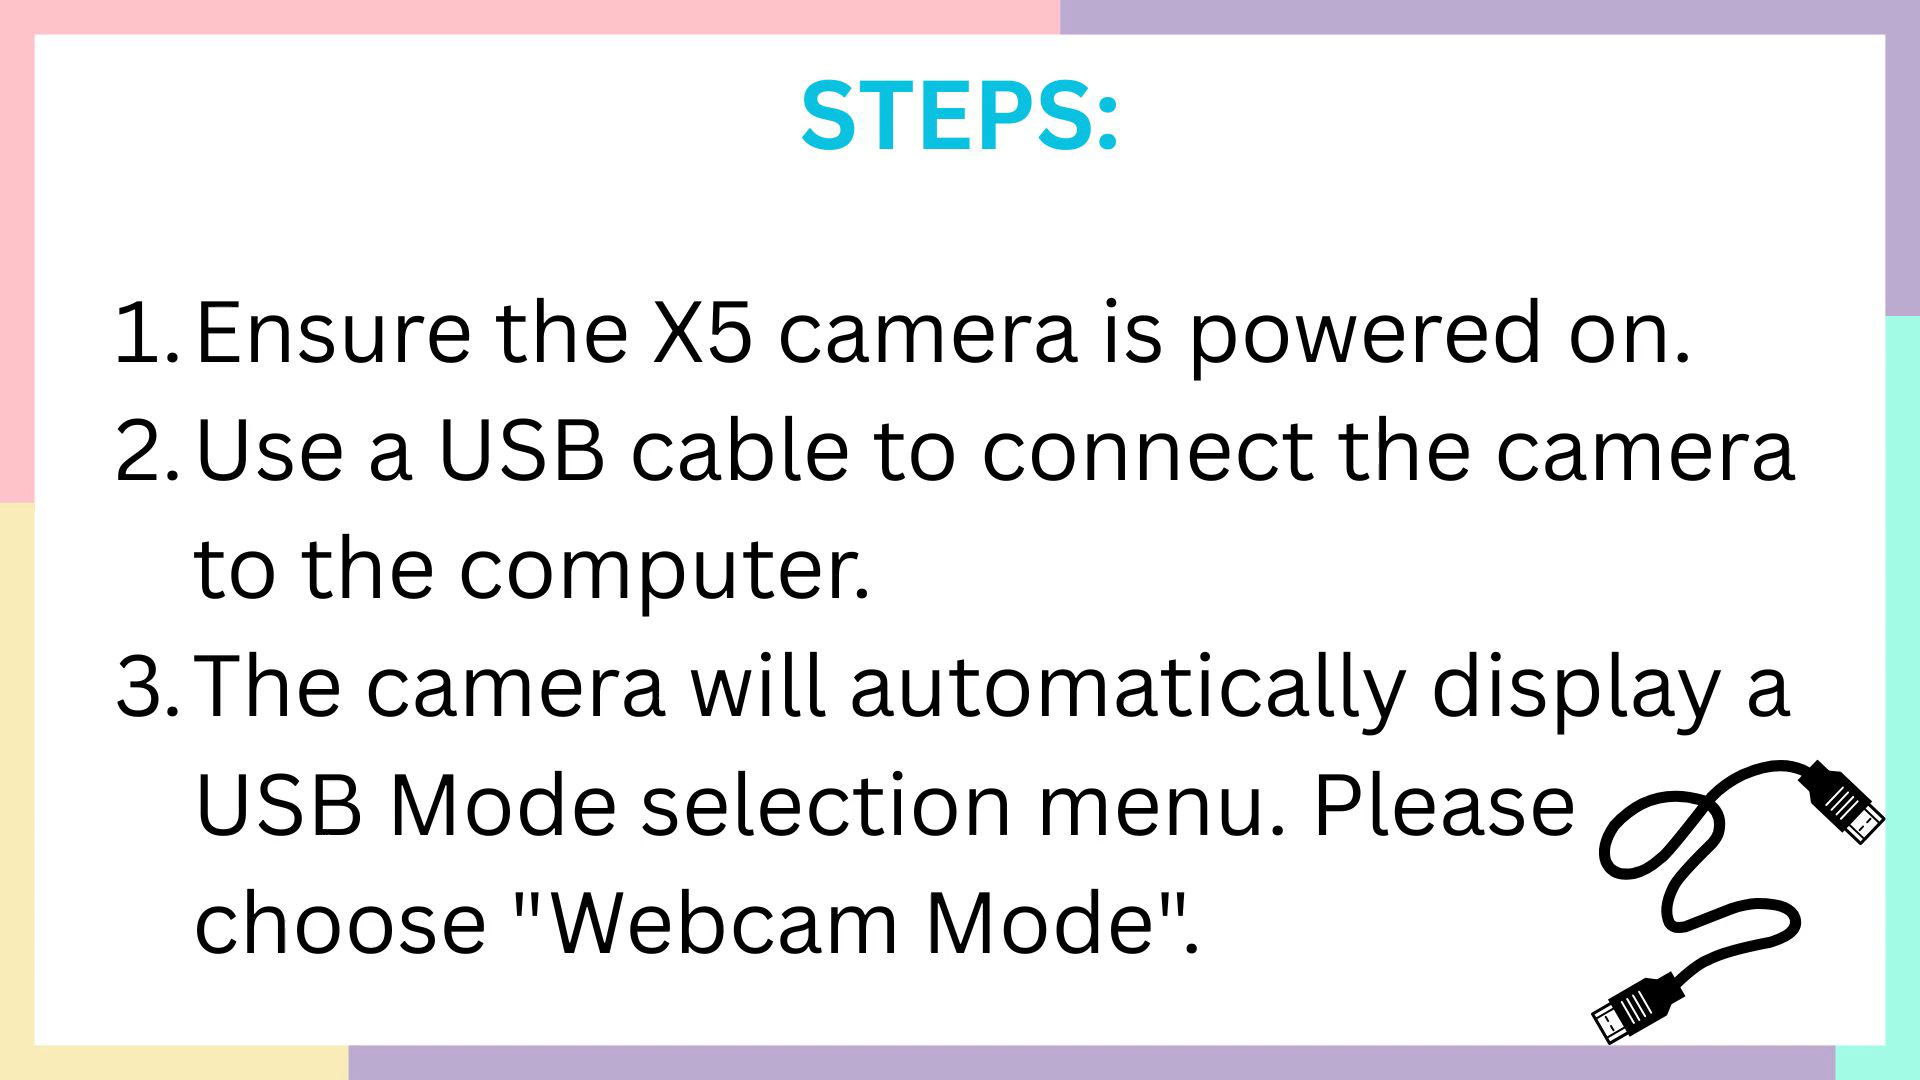 STEPS:
1. Ensure the X5 camera is powered on.
2. Use a USB cable to connect the camera
to the computer.
3. The camera will automatically display a
USB Mode selection menu. Please
choose "Webcam Mode".